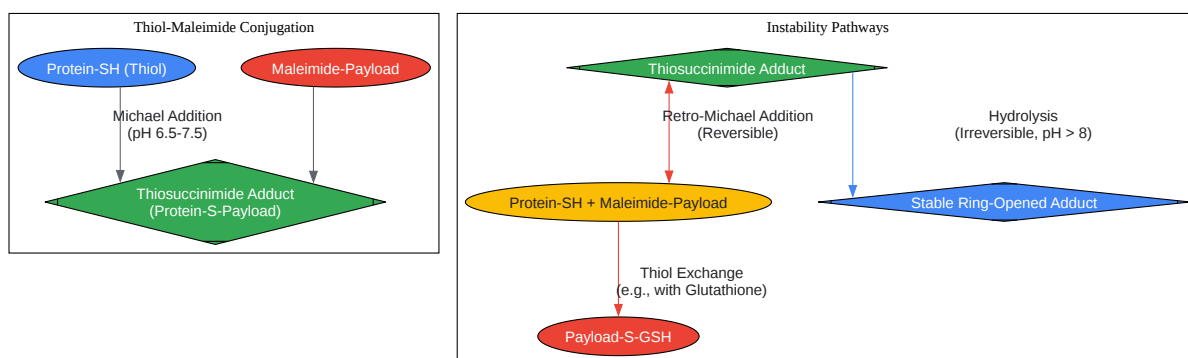 Thiol-Maleimide Conjugation
Protein-SH (Thiol)
Maleimide-Payload
Michael Addition
(pH 6.5-7.5)
Thiosuccinimide Adduct
(Protein-S-Payload)
Instability Pathways
Thiosuccinimide Adduct
Retro-Michael Addition
(Reversible)
Hydrolysis
(Irreversible, pH > 8)
Protein-SH + Maleimide-Payload
Stable Ring-Opened Adduct
Thiol Exchange
(e.g., with Glutathione)
Payload-S-GSH